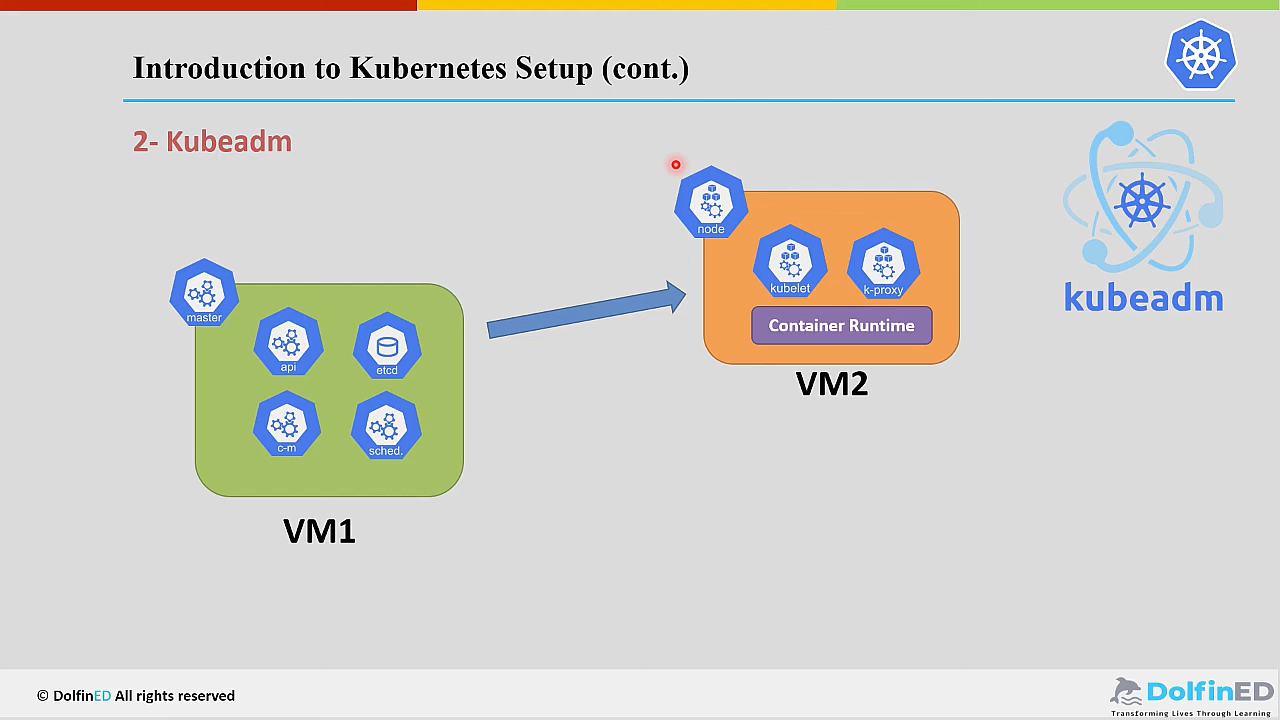 Introduction to Kubernetes Setup (cont.)
2- Kubeadm
node
kubelet
k-proxy
Container Runtime
VM2
kubeadm
master
api
etcd
c-m
sched.
VM1
© DolfinED All rights reserved
DolfinED
Transforming Lives Through Learning